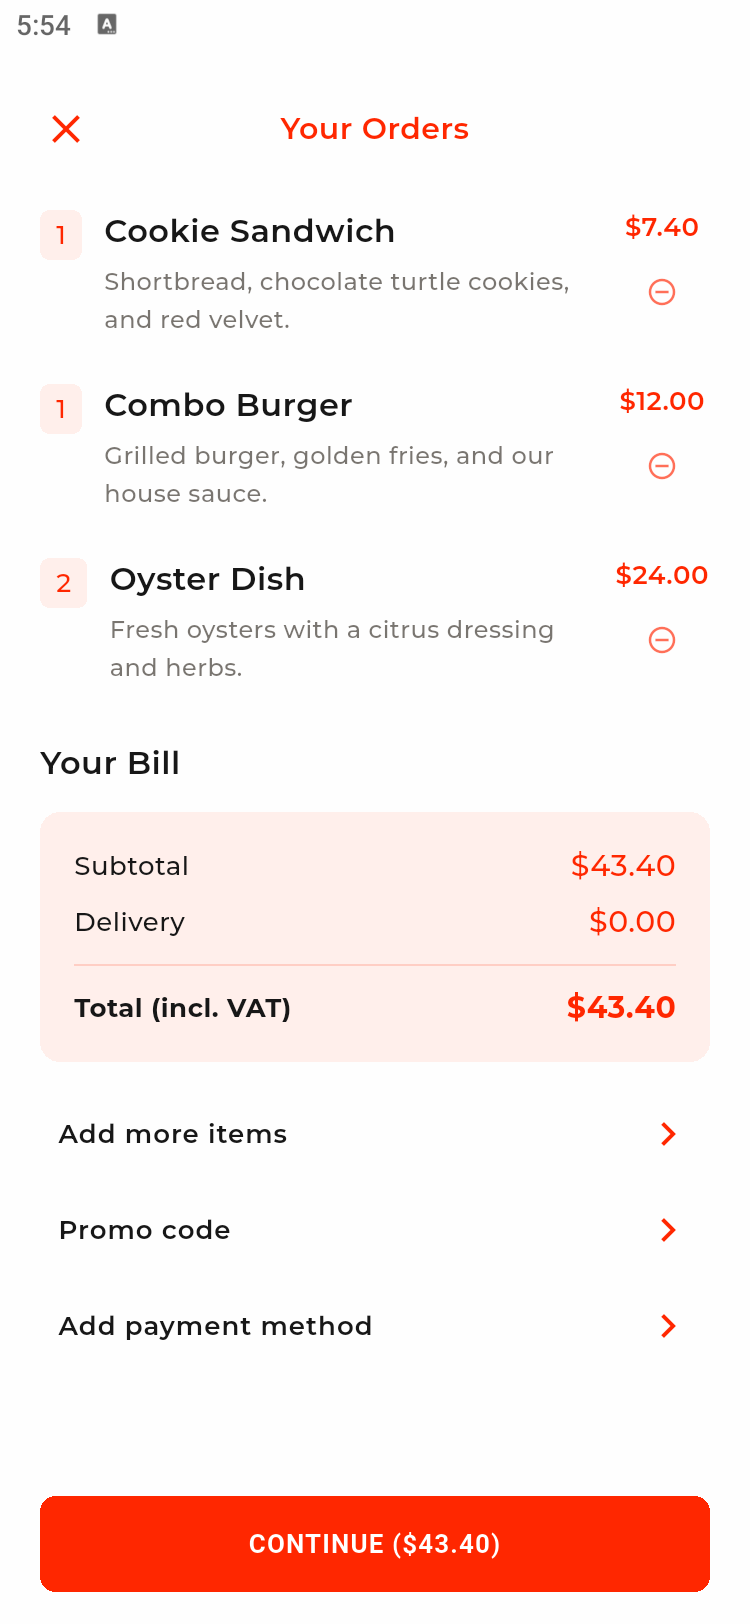 5:54
Your Orders
1 Cookie Sandwich $7.40
Shortbread, chocolate turtle cookies,
and red velvet.
1 Combo Burger $12.00
Grilled burger, golden fries, and our
house sauce.
2 Oyster Dish $24.00
Fresh oysters with a citrus dressing
and herbs.
Your Bill
Subtotal $43.40
Delivery $0.00
Total (incl. VAT) $43.40
Add more items
Promo code
Add payment method
CONTINUE ($43.40)